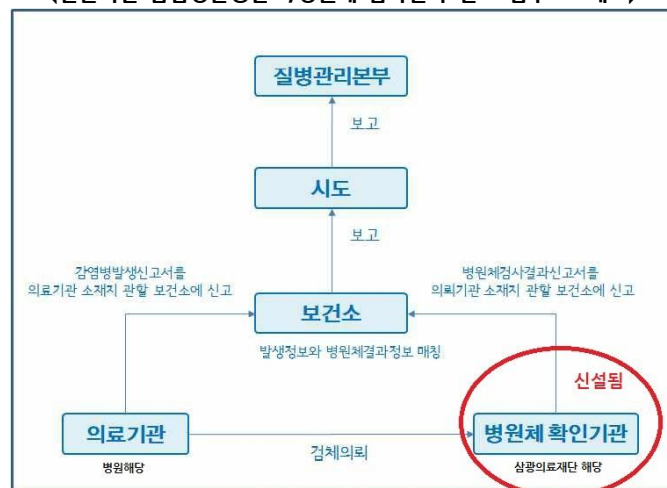 질병관리본부
보고
시도
보고
감염병발생신고서를
의료기관 소재지 관할 보건소에 신고
병원체검사결과신고서를
의뢰기관 소재지 관할 보건소에 신고
보건소
발생정보와 병원체결과정보 매칭
신설됨
의료기관
병원해당
검체의뢰
병원체 확인기관
삼광의료재단 해당